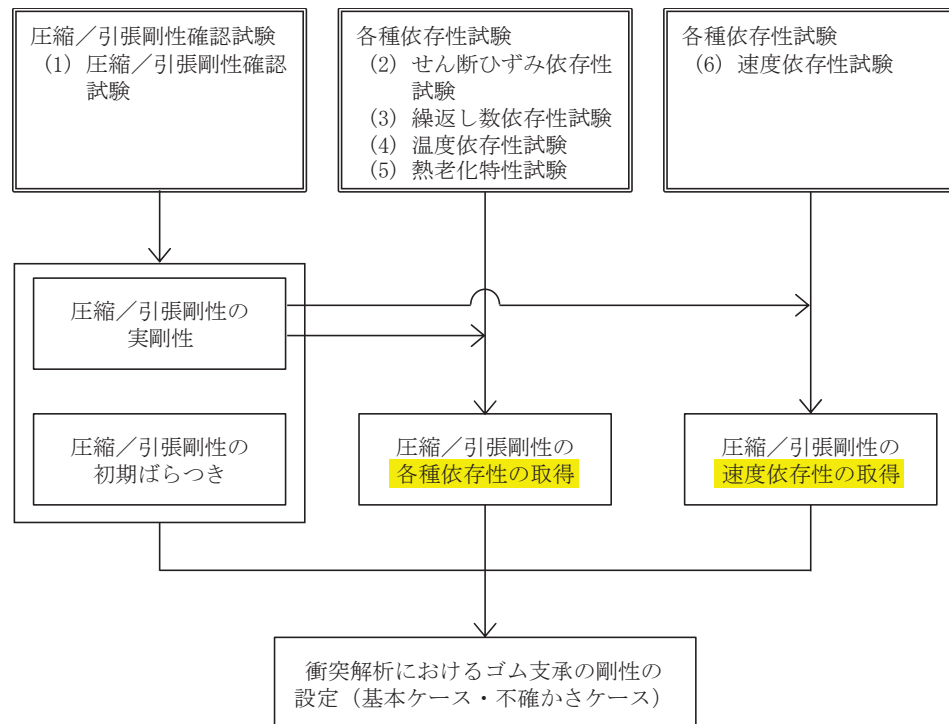 圧縮／引張剛性確認試験
(1) 圧縮／引張剛性確認
試験
各種依存性試験
(2) せん断ひずみ依存性
試験
(3) 繰返し数依存性試験
(4) 温度依存性試験
(5) 熱老化特性試験
各種依存性試験
(6) 速度依存性試験
圧縮／引張剛性の
実剛性
圧縮／引張剛性の
初期ばらつき
圧縮／引張剛性の
各種依存性の取得
圧縮／引張剛性の
速度依存性の取得
衝突解析におけるゴム支承の剛性の
設定（基本ケース・不確かさケース）